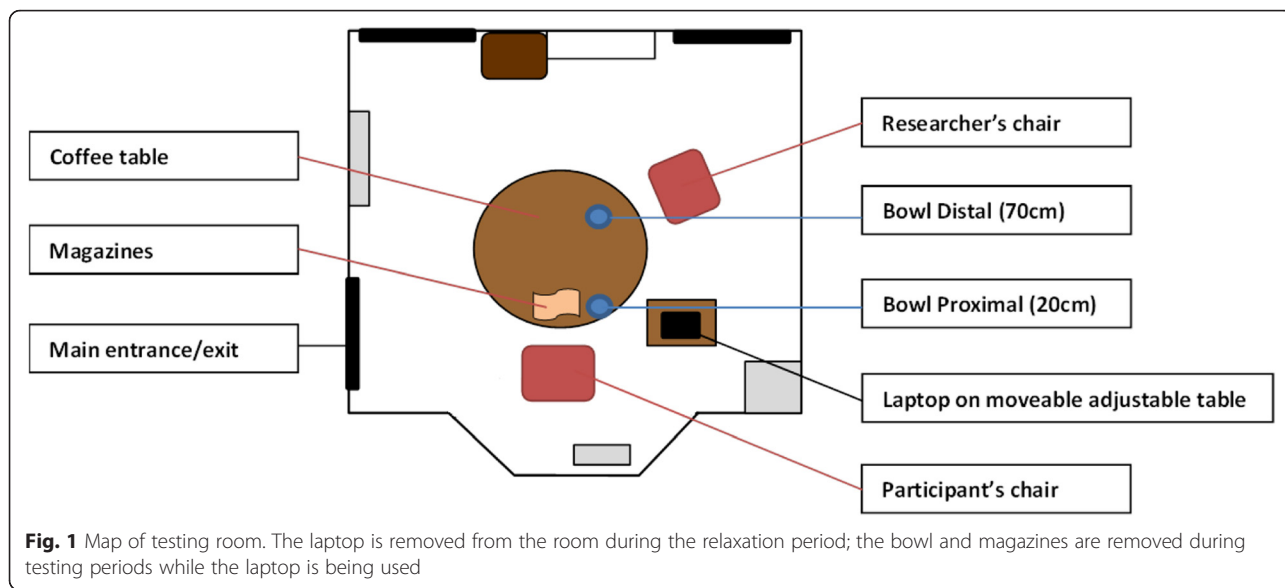 Coffee table
Magazines
Main entrance/exit
Researcher's chair
Bowl Distal (70cm)
Bowl Proximal (20cm)
Laptop on moveable adjustable table
Participant's chair
Fig. 1 Map of testing room. The laptop is removed from the room during the relaxation period; the bowl and magazines are removed during
testing periods while the laptop is being used